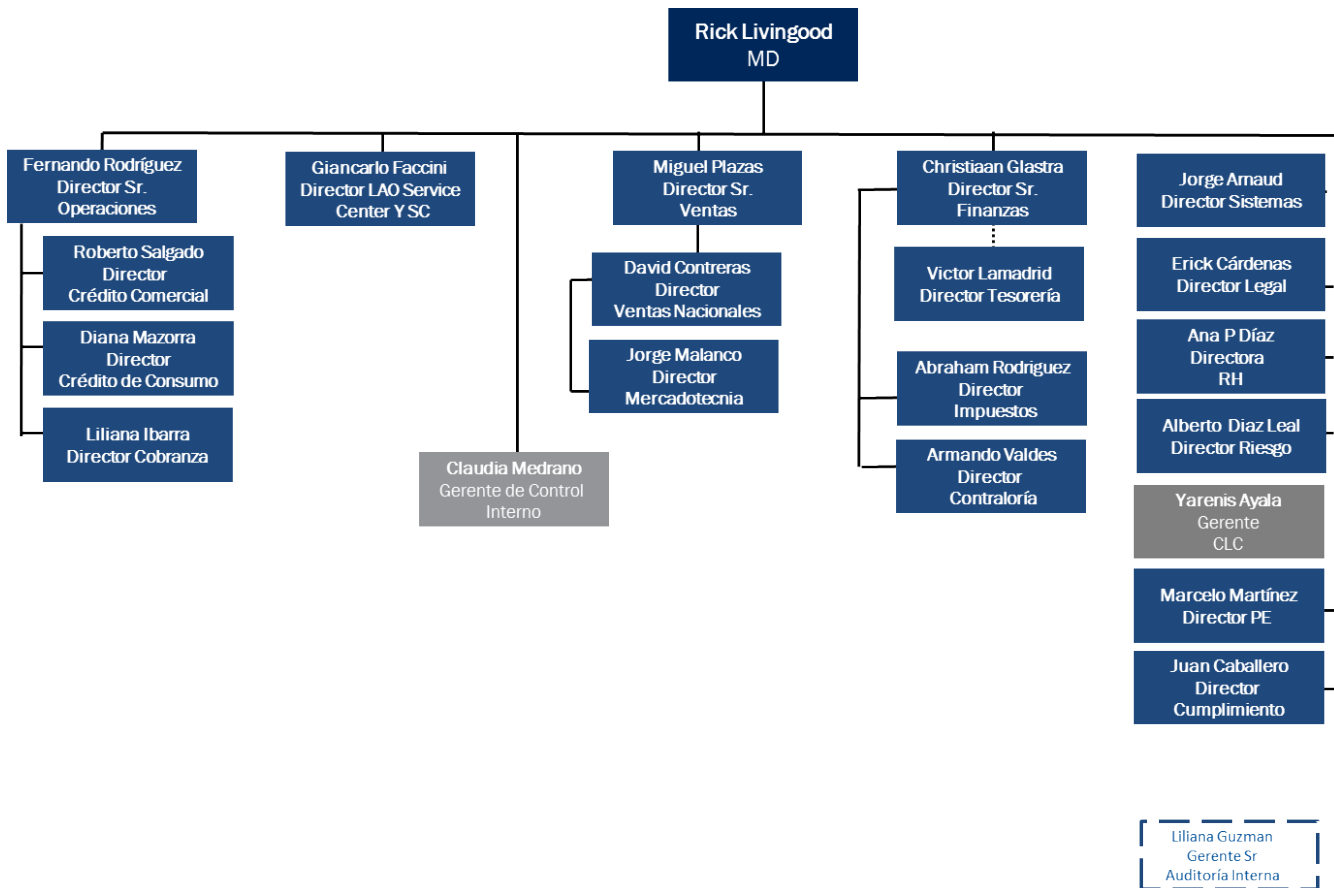 Rick Livingood
MD
Fernando Rodríguez
Director Sr.
Operaciones
Roberto Salgado
Director
Crédito Comercial
Diana Mazorra
Director
Crédito de Consumo
Liliana Ibarra
Director Cobranza
Giancarlo Faccini
Director LAO Service
Center Y SC
Claudia Medrano
Gerente de Control
Interno
Miguel Plazas
Director Sr.
Ventas
David Contreras
Director
Ventas Nacionales
Jorge Malanco
Director
Mercadotecnia
Christiaan Glastra
Director Sr.
Finanzas
Victor Lamadrid
Director Tesorería
Abraham Rodriguez
Director
Impuestos
Armando Valdes
Director
Contraloría
Jorge Arnaud
Director Sistemas
Erick Cárdenas
Director Legal
Ana P Díaz
Directora
RH
Alberto Diaz Leal
Director Riesgo
Yarenis Ayala
Gerente
CLC
Marcelo Martínez
Director PE
Juan Caballero
Director
Cumplimiento
Liliana Guzman
Gerente Sr
Auditoría Interna